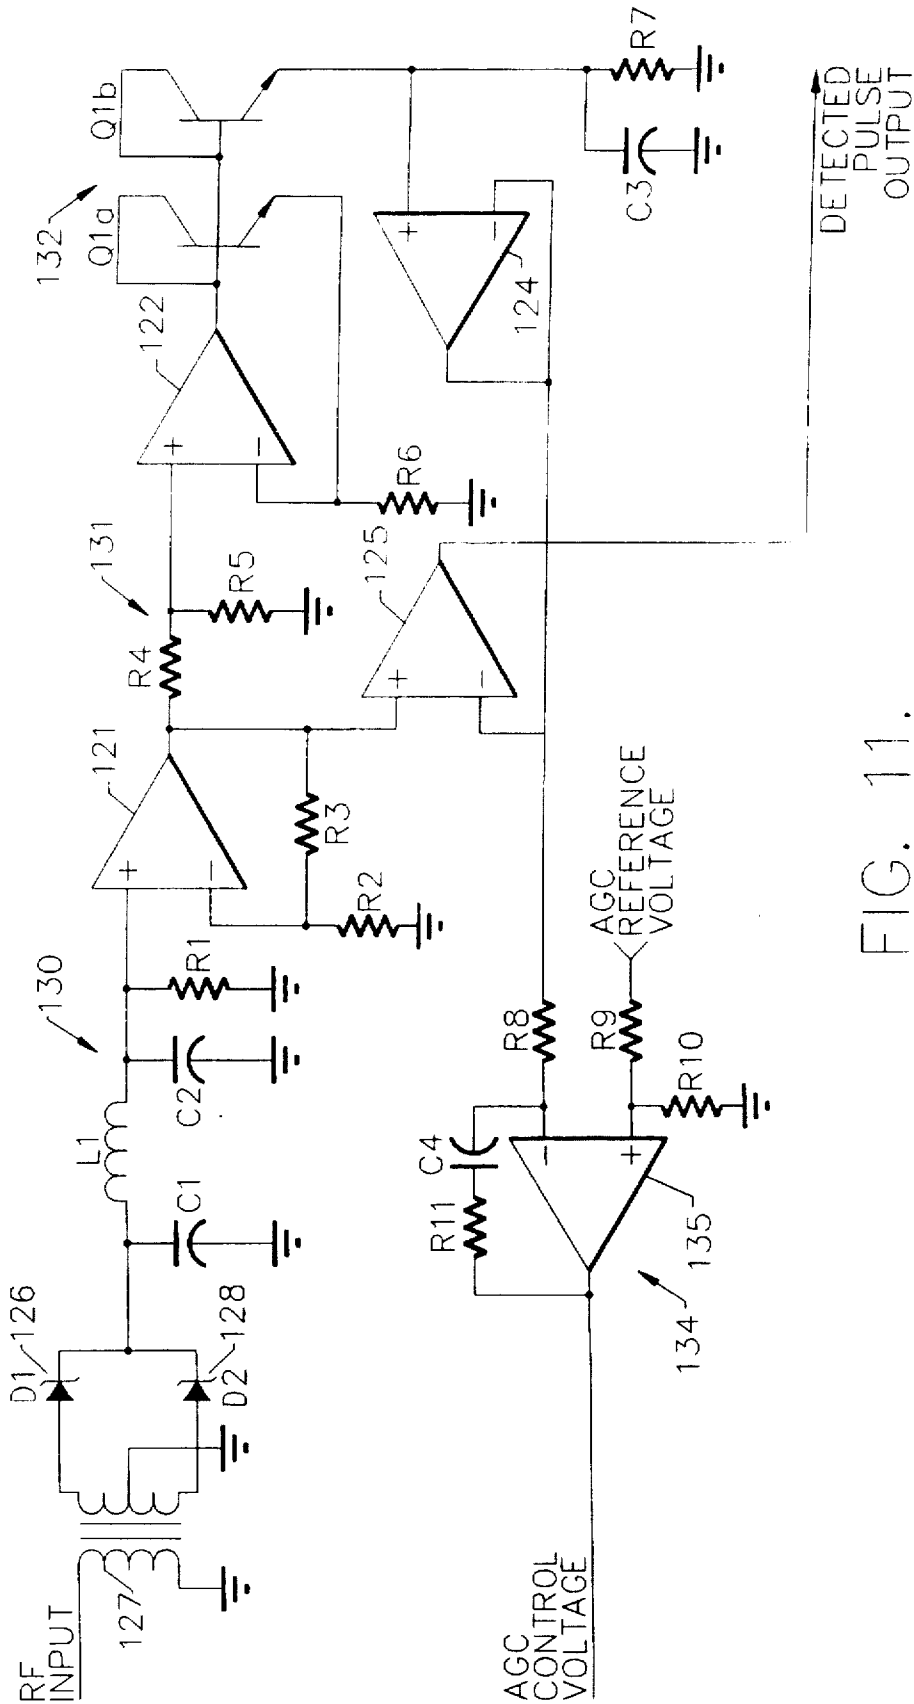 RF
INPUT
127
D1
126
D2
128
C1
L1
C2
130
R1
121
+
−
R2
R3
R4
131
R5
122
+
−
R6
132
Q1a
Q1b
124
+
−
C3
R7
125
+
−
DETECTED
PULSE
OUTPUT
R8
C4
R11
−
+
R9
R10
AGC
REFERENCE
VOLTAGE
135
134
AGC
CONTROL
VOLTAGE
FIG. 11.